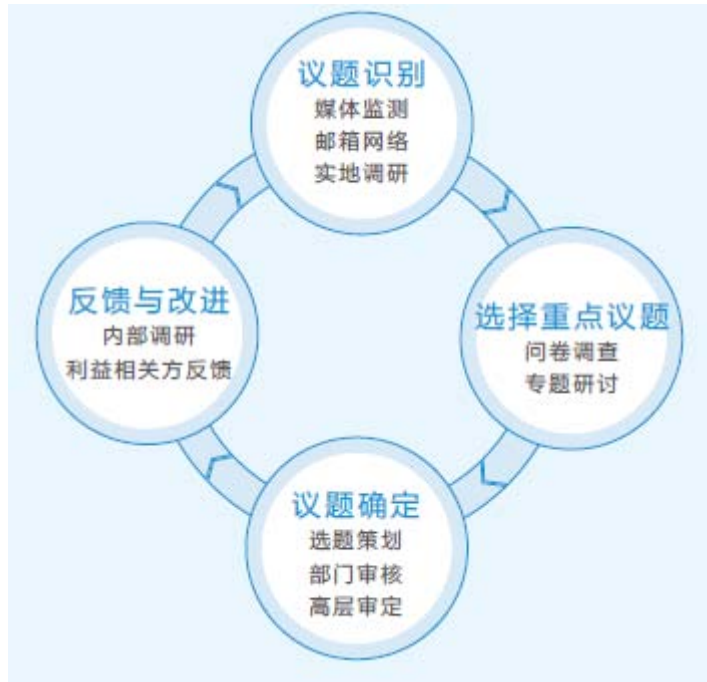 议题识别
媒体监测
邮箱网络
实地调研
选择重点议题
问卷调查
专题研讨
议题确定
选题策划
部门审核
高层审定
反馈与改进
内部调研
利益相关方反馈